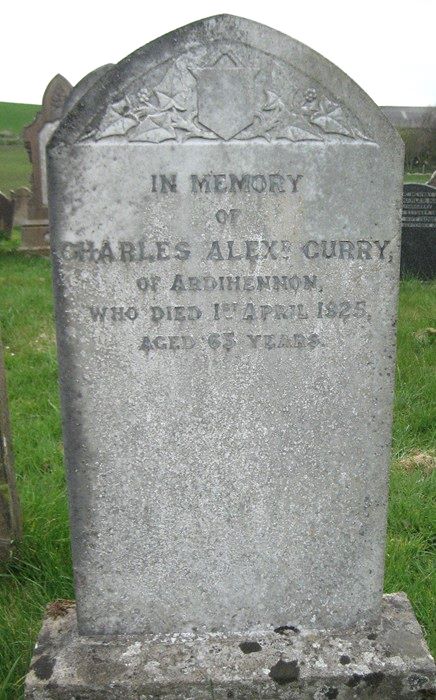 IN MEMORY
OF
CHARLES ALEXR CURRY,
OF ARDIHENNON,
WHO DIED 1ST APRIL 1925,
AGED 63 YEARS.